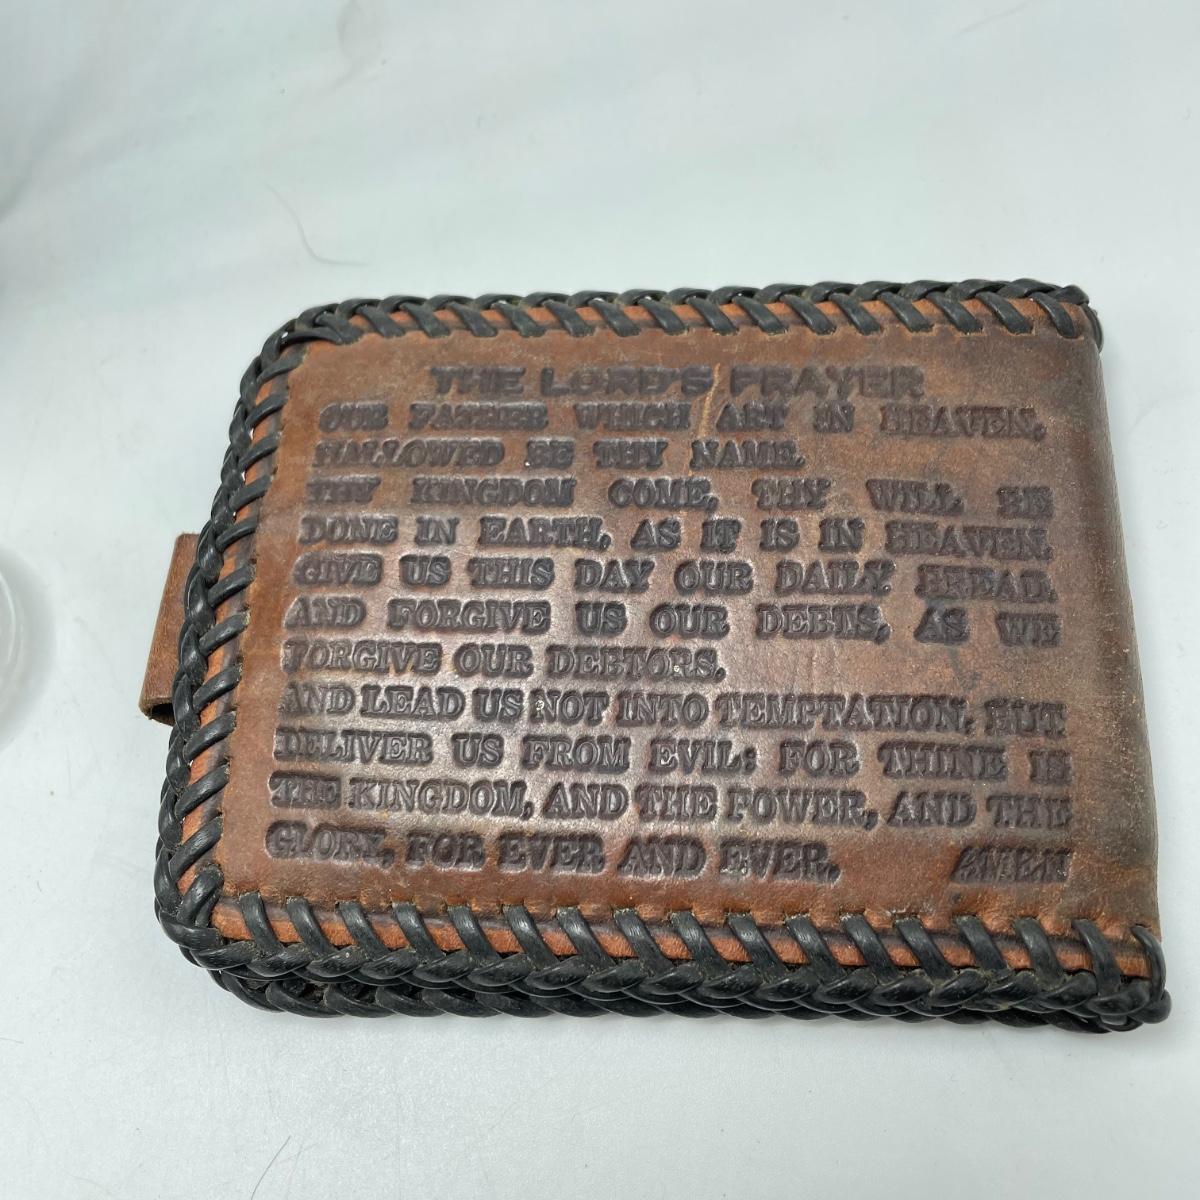 THE LORD'S PRAYER
OUR FATHER WHICH ART IN HEAVEN,
HALLOWED BE THY NAME.
THY KINGDOM COME, THY WILL BE
DONE IN EARTH, AS IT IS IN HEAVEN.
GIVE US THIS DAY OUR DAILY BREAD.
AND FORGIVE US OUR DEBTS, AS WE
FORGIVE OUR DEBTORS.
AND LEAD US NOT INTO TEMPTATION, BUT
DELIVER US FROM EVIL: FOR THINE IS
THE KINGDOM, AND THE POWER, AND THE
GLORY, FOR EVER AND EVER. AMEN